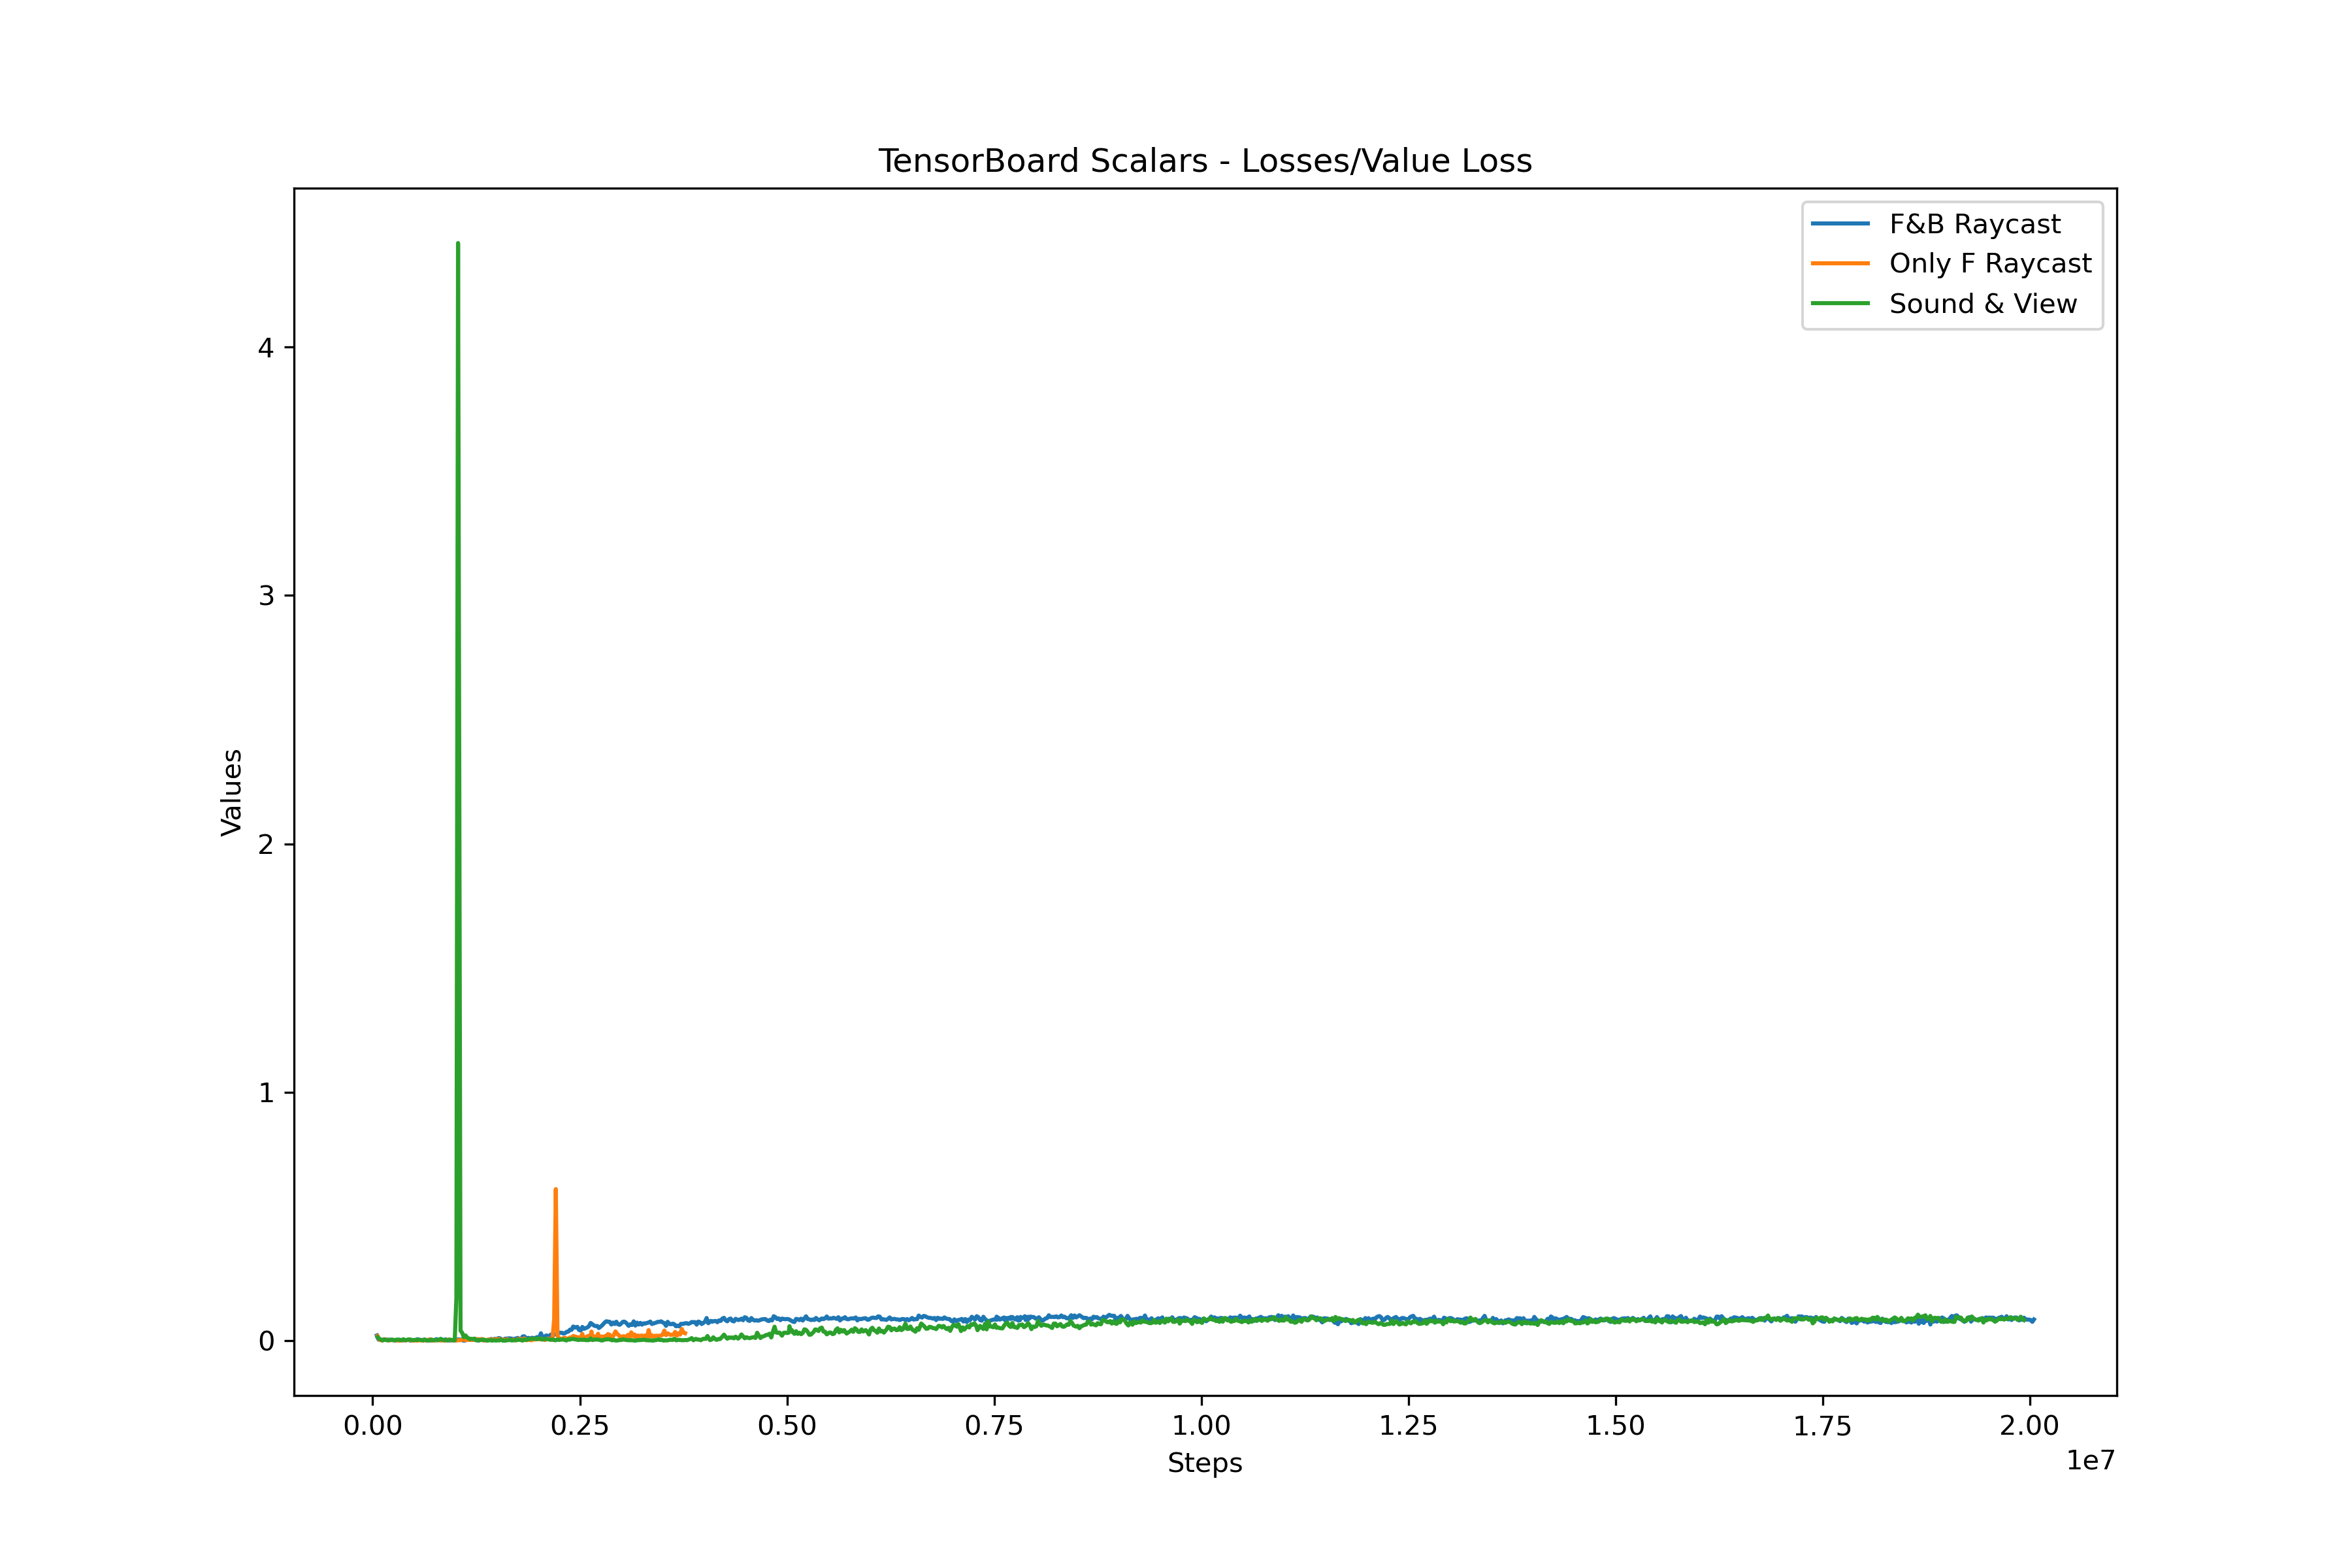 TensorBoard Scalars - Losses/Value Loss
F&B Raycast
Only F Raycast
Sound & View
4
3
2
1
0
Values
0.00 0.25 0.50 0.75 1.00 1.25 1.50 1.75 2.00
1e7
Steps